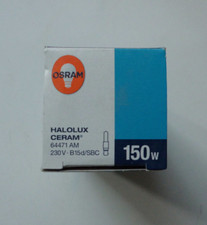 OSRAM
HALOLUX
CERAM®
64471 AM
230V · B15d/SBC
150W